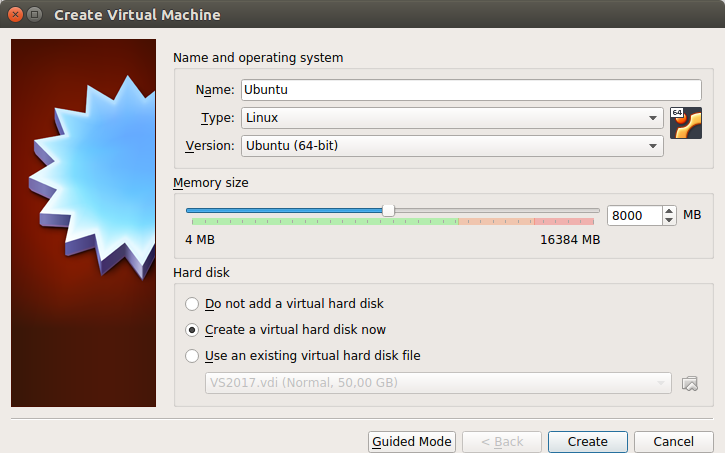 Create Virtual Machine
Name and operating system
Name: Ubuntu
Type: Linux
64
Version: Ubuntu (64-bit)
Memory size
8000 MB
4 MB 16384 MB
Hard disk
Do not add a virtual hard disk
Create a virtual hard disk now
Use an existing virtual hard disk file
VS2017.vdi (Normal, 50,00 GB)
Guided Mode < Back Create Cancel